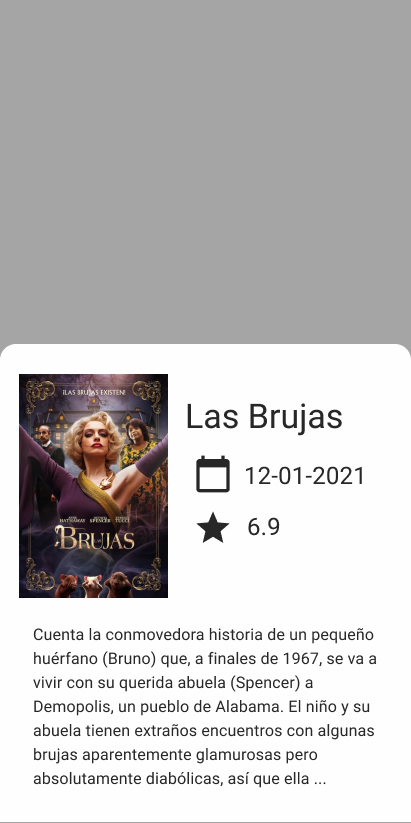 ¡LAS BRUJAS EXISTEN!
HATHAWAY SPENCER TUCCI
BRUJAS
Las Brujas
12-01-2021
6.9
Cuenta la conmovedora historia de un pequeño
huérfano (Bruno) que, a finales de 1967, se va a
vivir con su querida abuela (Spencer) a
Demopolis, un pueblo de Alabama. El niño y su
abuela tienen extraños encuentros con algunas
brujas aparentemente glamurosas pero
absolutamente diabólicas, así que ella ...